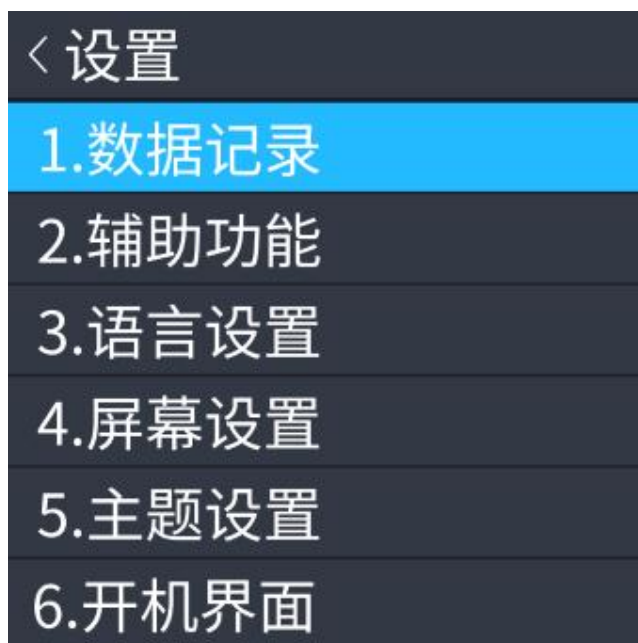 <设置
1.数据记录
2.辅助功能
3.语言设置
4.屏幕设置
5.主题设置
6.开机界面